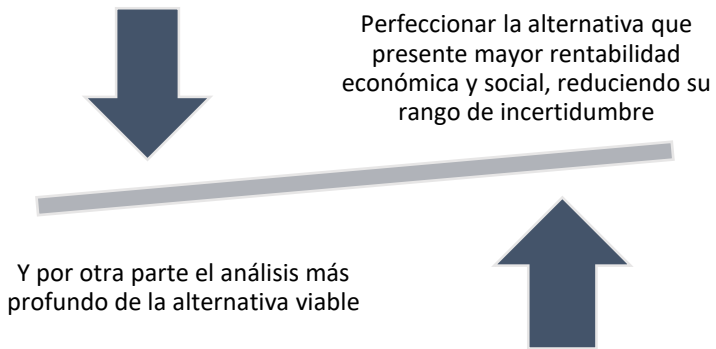 Perfeccionar la alternativa que
presente mayor rentabilidad
económica y social, reduciendo su
rango de incertidumbre
Y por otra parte el análisis más
profundo de la alternativa viable